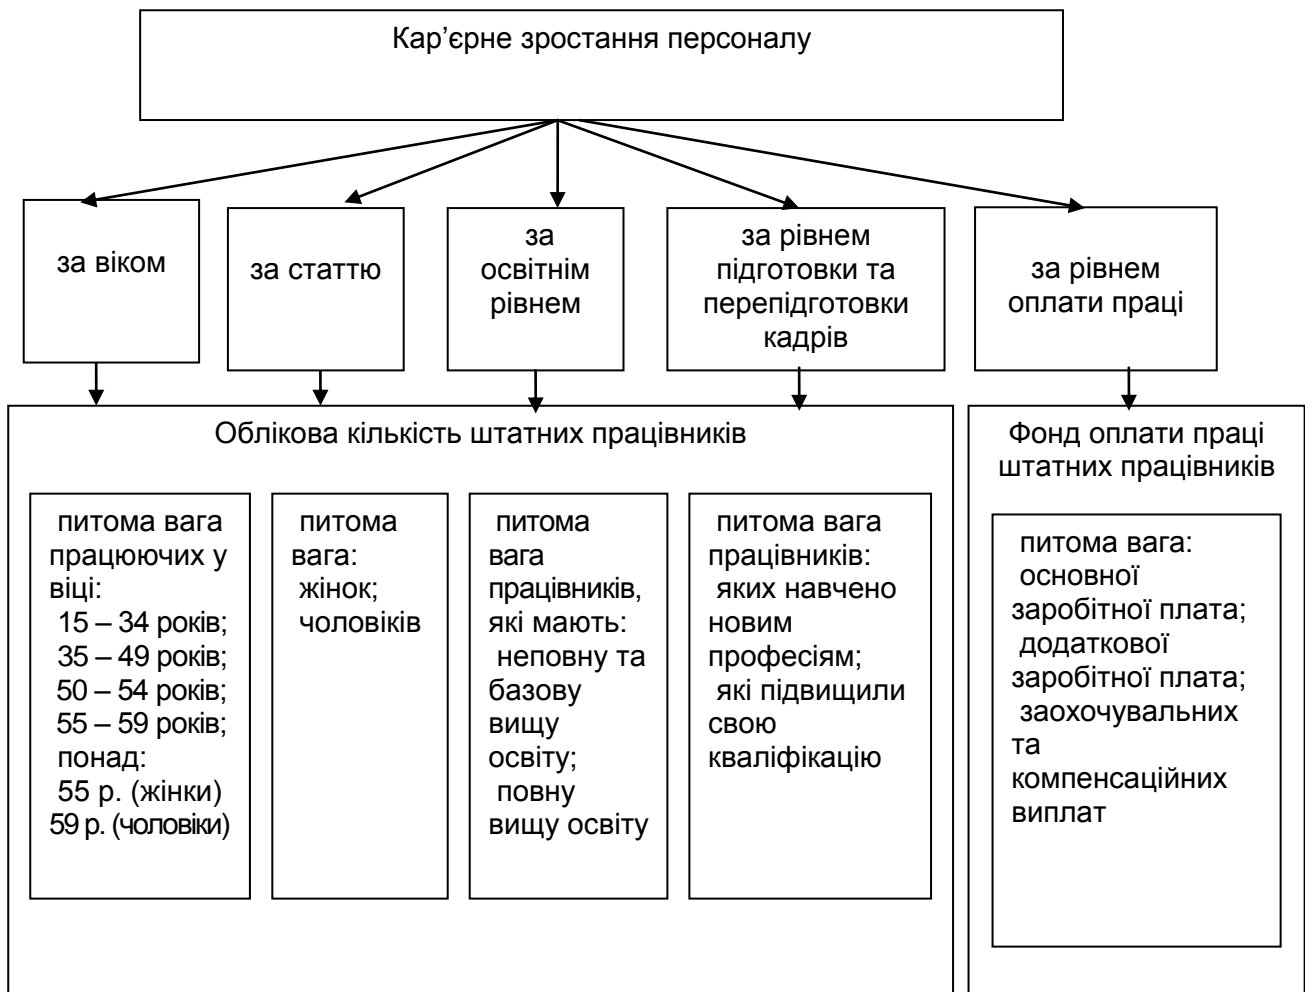 Кар’єрне зростання персоналу
за віком
за статтю
за
освітнім
рівнем
за рівнем
підготовки та
перепідготовки
кадрів
за рівнем
оплати праці
Облікова кількість штатних працівників
питома вага
працюючих у
віці:
15 – 34 років;
35 – 49 років;
50 – 54 років;
55 – 59 років;
понад:
55 р. (жінки)
59 р. (чоловіки)
питома
вага:
жінок;
чоловіків
питома
вага
працівників,
які мають:
неповну та
базову
вищу
освіту;
повну
вищу освіту
питома вага
працівників:
яких навчено
новим
професіям;
які підвищили
свою
кваліфікацію
Фонд оплати праці
штатних працівників
питома вага:
основної
заробітної плата;
додаткової
заробітної плата;
заохочувальних
та
компенсаційних
виплат